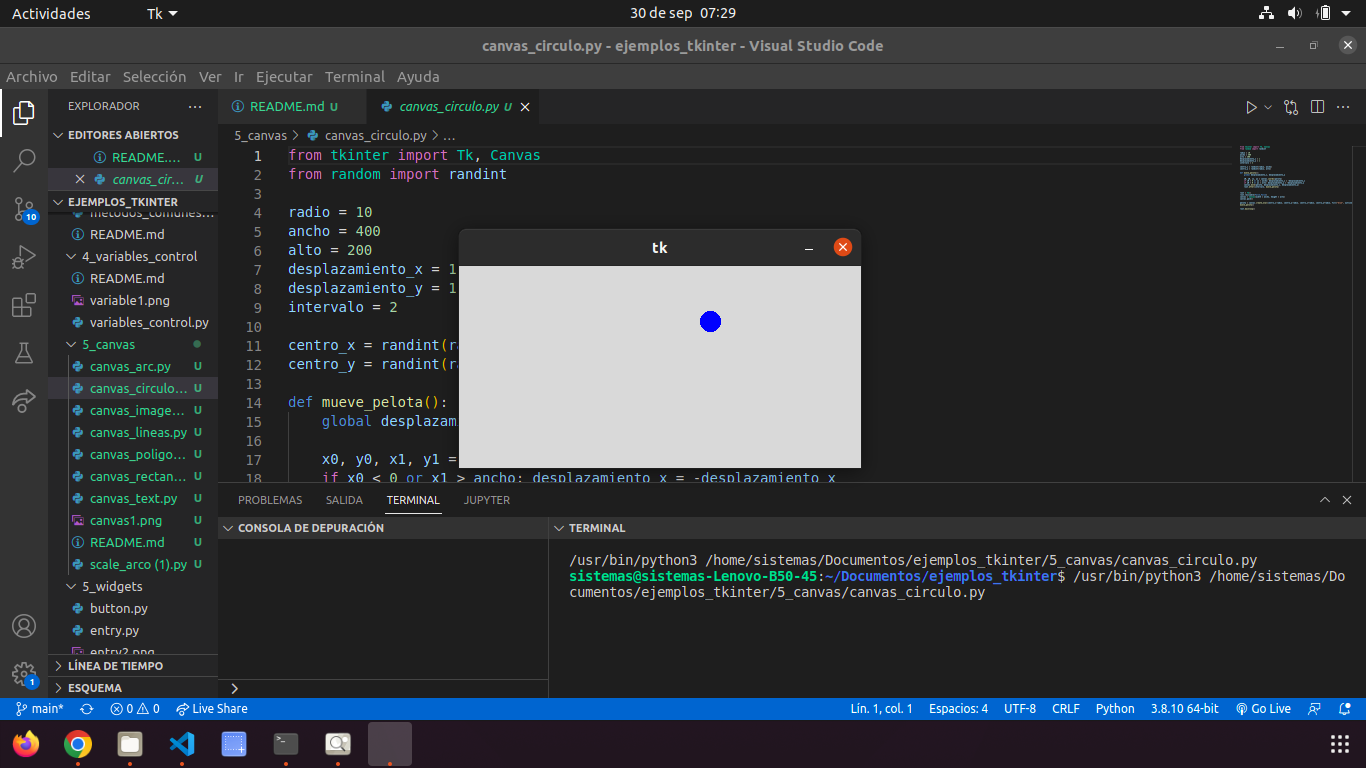 Actividades
Tk
30 de sep 07:29
canvas_circulo.py - ejemplos_tkinter - Visual Studio Code
Archivo Editar Selección Ver Ir Ejecutar Terminal Ayuda
EXPLORADOR
EDITORES ABIERTOS
README.... U
canvas_cir... U
EJEMPLOS_TKINTER
metodos_comunes...
README.md
4_variables_control
README.md
variable1.png
variables_control.py
5_canvas
canvas_arc.py U
canvas_circulo... U
canvas_image... U
canvas_lineas.py U
canvas_poligo... U
canvas_rectan... U
canvas_text.py U
canvas1.png U
README.md U
scale_arco (1).py U
5_widgets
button.py
entry.py
entry2.png
LÍNEA DE TIEMPO
ESQUEMA
10
1
README.md U
canvas_circulo.py U
5_canvas > canvas_circulo.py > ...
1 from tkinter import Tk, Canvas
2 from random import randint
3
4 radio = 10
5 ancho = 400
6 alto = 200
7 desplazamiento_x = 1
8 desplazamiento_y = 1
9 intervalo = 2
10
11 centro_x = randint(ra
12 centro_y = randint(ra
13
14 def mueve_pelota():
15 global desplazam
16
17 x0, y0, x1, y1 =
18 if x0 < 0 or x1 > ancho: desplazamiento_x = -desplazamiento_x
tk
PROBLEMAS SALIDA TERMINAL JUPYTER
CONSOLA DE DEPURACIÓN
TERMINAL
/usr/bin/python3 /home/sistemas/Documentos/ejemplos_tkinter/5_canvas/canvas_circulo.py
sistemas@sistemas-Lenovo-B50-45:~/Documentos/ejemplos_tkinter$ /usr/bin/python3 /home/sistemas/Do
cumentos/ejemplos_tkinter/5_canvas/canvas_circulo.py
main* 0 0 Live Share
Lín. 1, col. 1 Espacios: 4 UTF-8 CRLF Python 3.8.10 64-bit Go Live